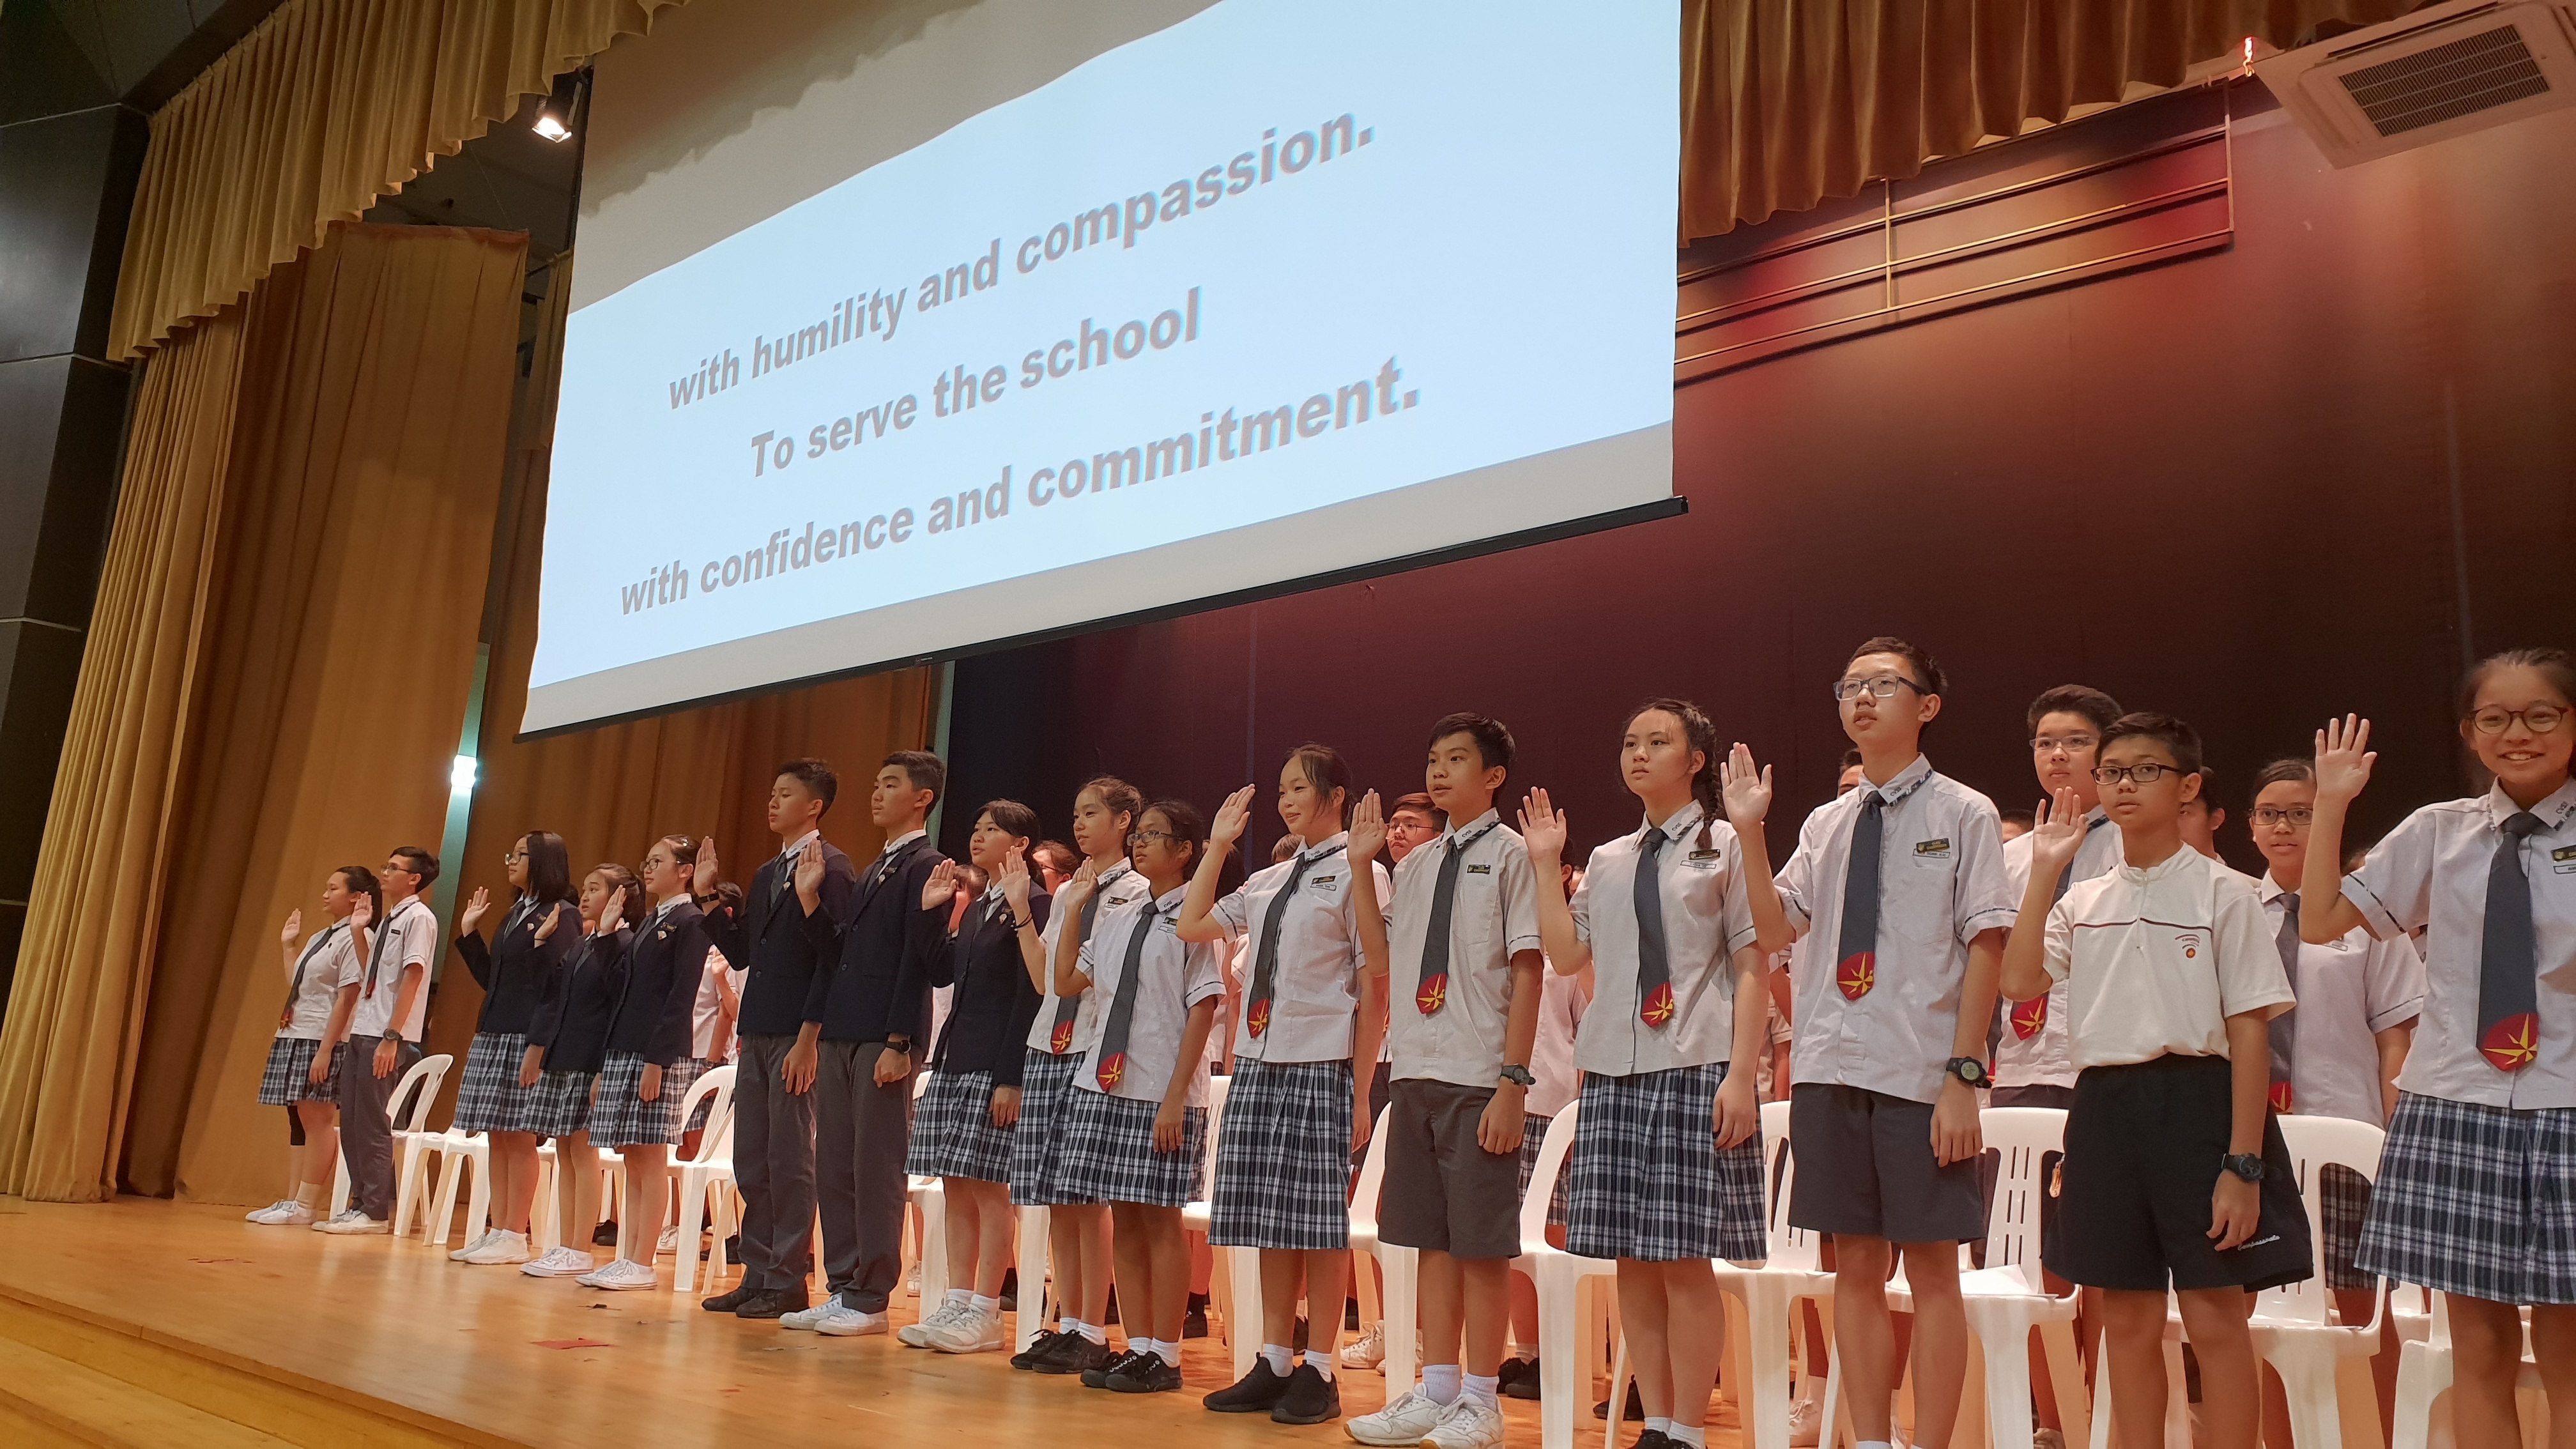 with humility and compassion.
To serve the school
with confidence and commitment.